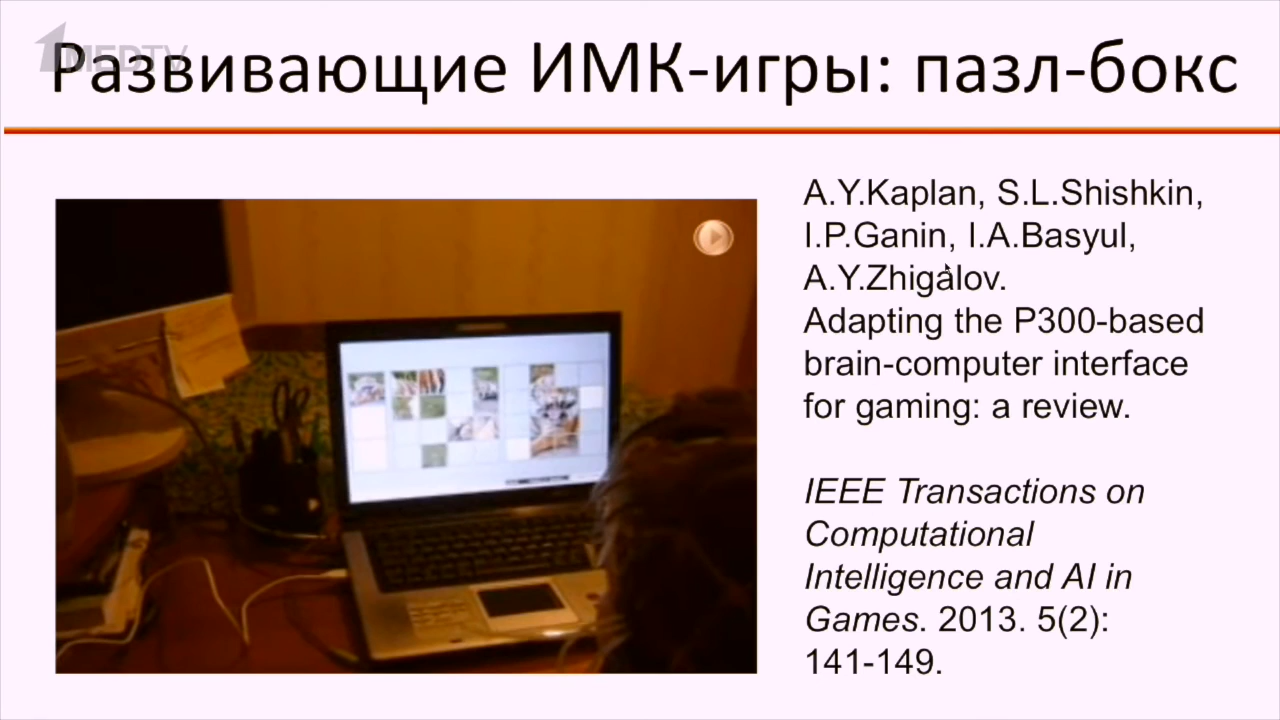 1MEDTV
Развивающие ИМК-игры: пазл-бокс
A.Y.Kaplan, S.L.Shishkin,
I.P.Ganin, I.A.Basyul,
A.Y.Zhigalov.
Adapting the P300-based
brain-computer interface
for gaming: a review.
IEEE Transactions on
Computational
Intelligence and AI in
Games. 2013. 5(2):
141-149.